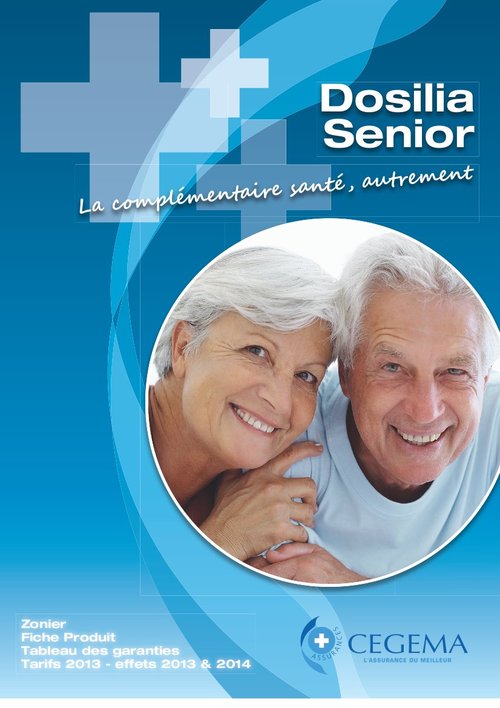 Dosilia
Senior
La complémentaire santé, autrement
Zonier
Fiche Produit
Tableau des garanties
Tarifs 2013 - effets 2013 & 2014
ASSURANCES
CEGEMA
L'ASSURANCE DU MEILLEUR